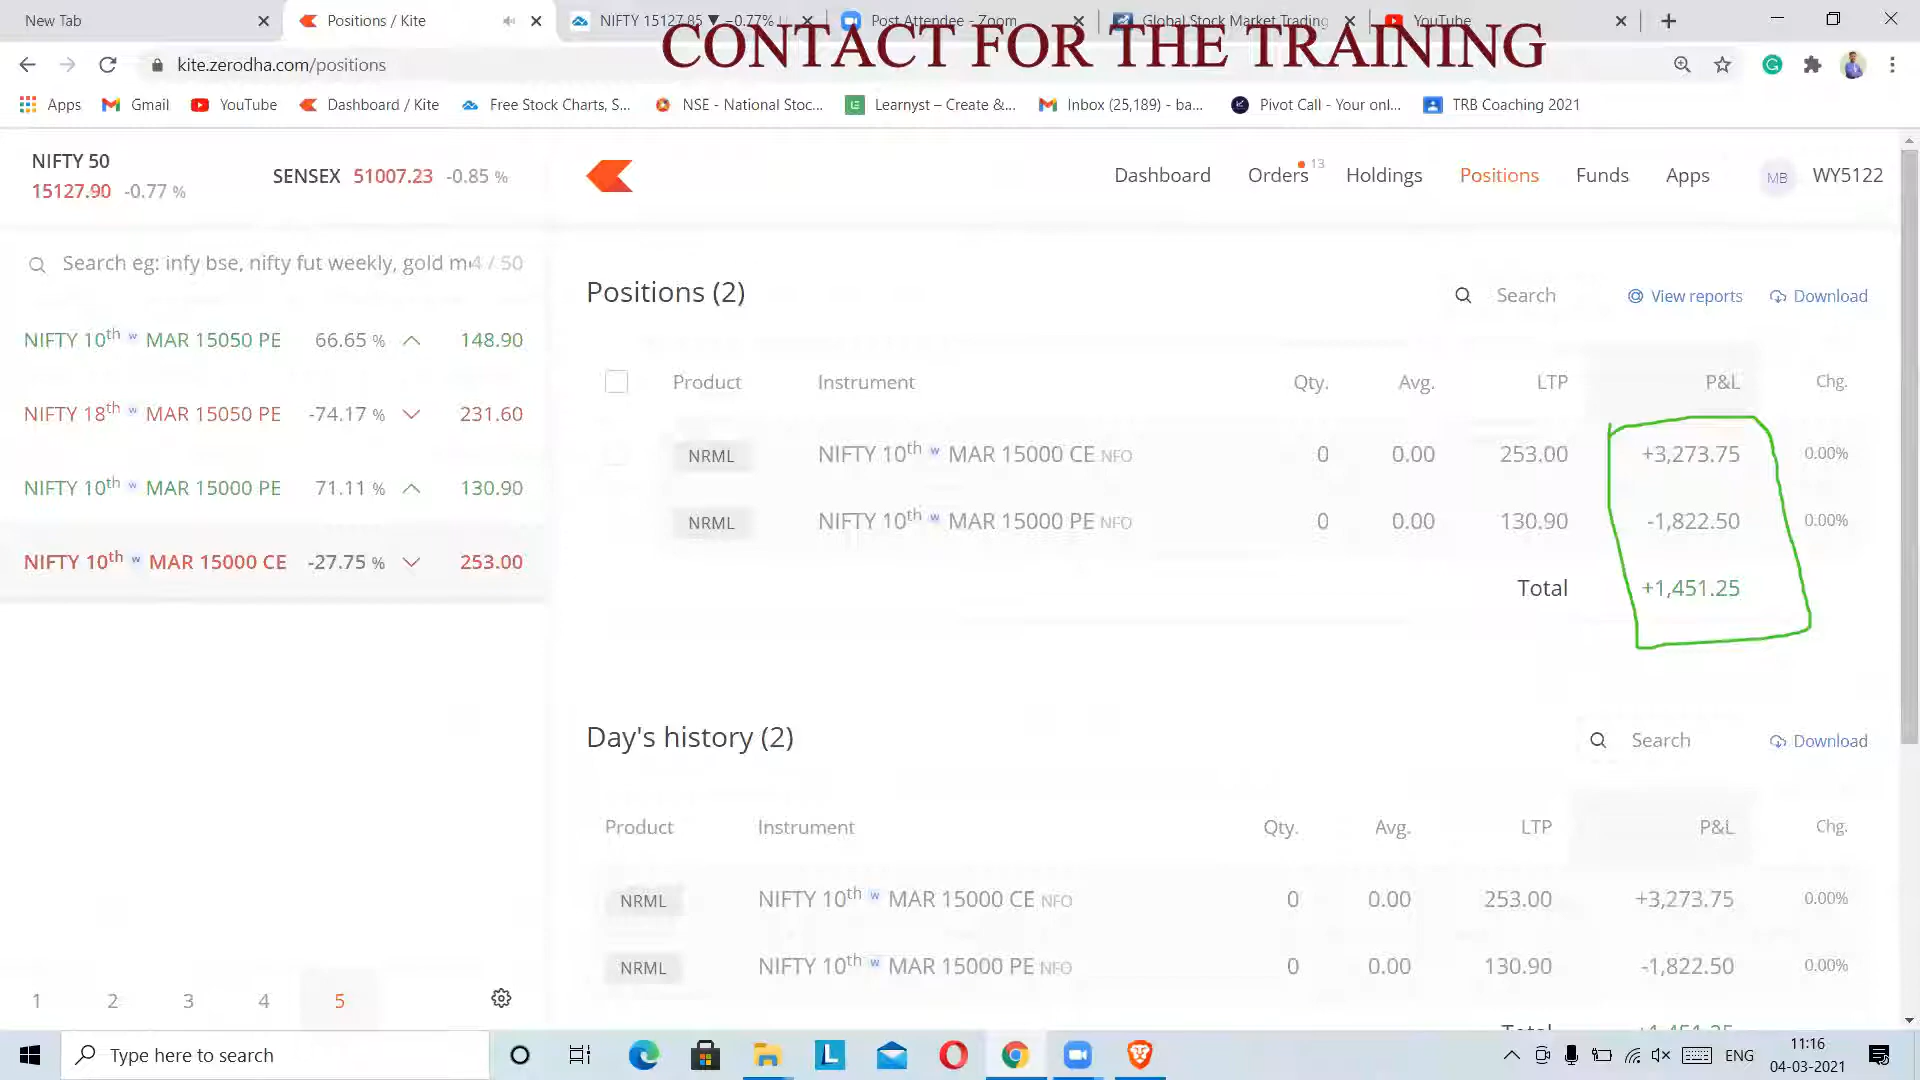 New Tab
Positions / Kite
NIFTY 15127.85 ▼ −0.77%
Post Attendee - Zoom
Global Stock Market Trading
YouTube
CONTACT FOR THE TRAINING
kite.zerodha.com/positions
Apps
Gmail
YouTube
Dashboard / Kite
Free Stock Charts, S...
NSE - National Stoc...
Learnyst – Create &...
Inbox (25,189) - ba...
Pivot Call - Your onl...
TRB Coaching 2021
NIFTY 50
15127.90 -0.77 %
SENSEX 51007.23 -0.85 %
Dashboard
Orders 13
Holdings
Positions
Funds
Apps
MB WY5122
Search eg: infy bse, nifty fut weekly, gold m 4 / 50
NIFTY 10th w MAR 15050 PE 66.65 % 148.90
NIFTY 18th w MAR 15050 PE -74.17 % 231.60
NIFTY 10th w MAR 15000 PE 71.11 % 130.90
NIFTY 10th w MAR 15000 CE -27.75 % 253.00
1 2 3 4 5
Positions (2)
Search
View reports
Download
Product Instrument Qty. Avg. LTP P&L Chg.
NRML NIFTY 10th w MAR 15000 CE NFO 0 0.00 253.00 +3,273.75 0.00%
NRML NIFTY 10th w MAR 15000 PE NFO 0 0.00 130.90 -1,822.50 0.00%
Total +1,451.25
Day's history (2)
Search
Download
Product Instrument Qty. Avg. LTP P&L Chg.
NRML NIFTY 10th w MAR 15000 CE NFO 0 0.00 253.00 +3,273.75 0.00%
NRML NIFTY 10th w MAR 15000 PE NFO 0 0.00 130.90 -1,822.50 0.00%
Total +1,451.25
Type here to search
ENG
11:16
04-03-2021